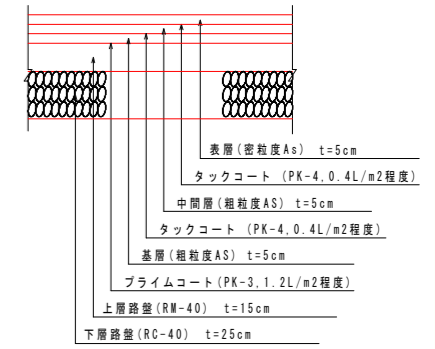 表層(密粒度As) t=5cm
タックコート (PK-4,0.4L/m2程度)
中間層(粗粒度AS) t=5cm
タックコート (PK-4,0.4L/m2程度)
基層(粗粒度AS) t=5cm
プライムコート(PK-3,1.2L/m2程度)
上層路盤(RM-40) t=15cm
下層路盤(RC-40) t=25cm